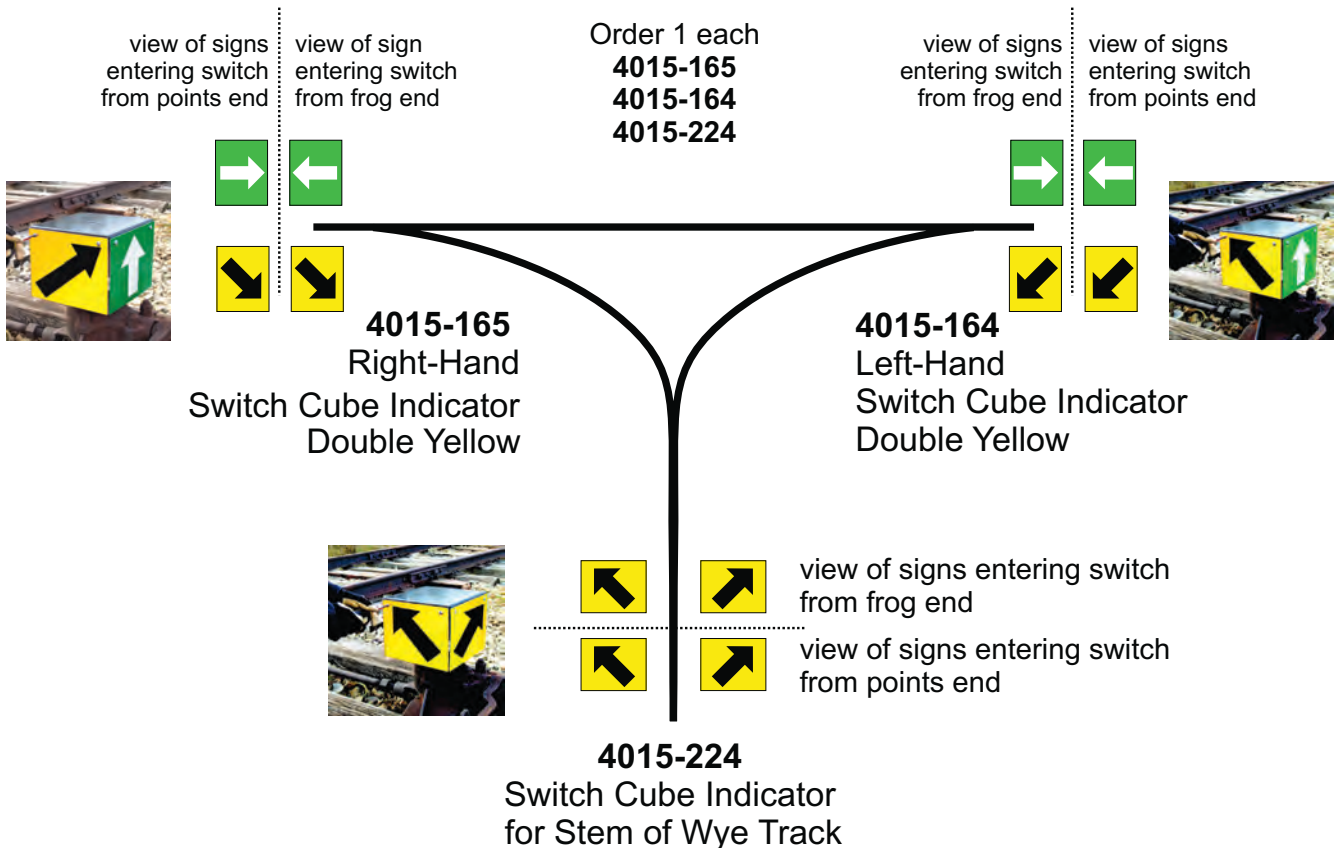 view of signs
entering switch
from points end
view of sign
entering switch
from frog end
Order 1 each
4015-165
4015-164
4015-224
view of signs
entering switch
from frog end
view of signs
entering switch
from points end
4015-165
Right-Hand
Switch Cube Indicator
Double Yellow
4015-164
Left-Hand
Switch Cube Indicator
Double Yellow
view of signs entering switch
from frog end
view of signs entering switch
from points end
4015-224
Switch Cube Indicator
for Stem of Wye Track